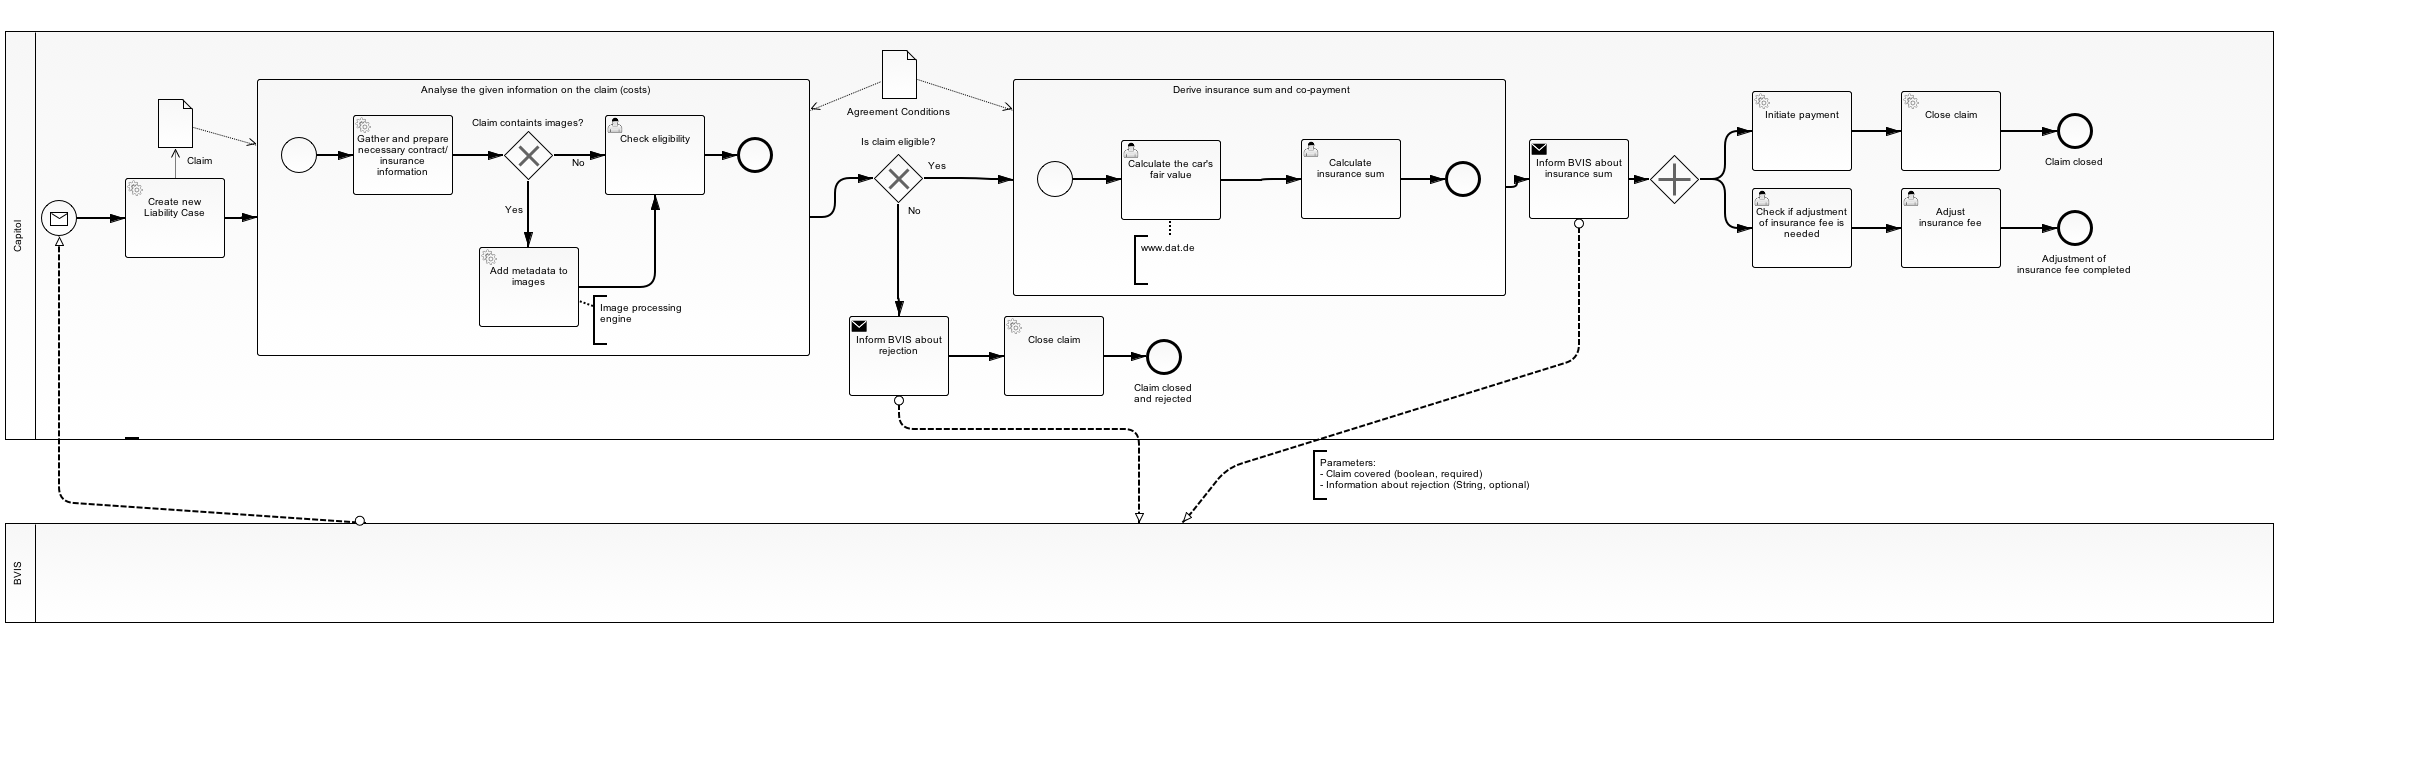 Capitol
Claim
Create new
Liability Case
Analyse the given information on the claim (costs)
Gather and prepare
necessary contract/
insurance
information
Claim containts images?
No
Yes
Check eligibility
Add metadata to
images
Image processing
engine
Agreement Conditions
Is claim eligible?
Yes
No
Inform BVIS about
rejection
Close claim
Claim closed
and rejected
Derive insurance sum and co-payment
Calculate the car's
fair value
www.dat.de
Calculate
insurance sum
Inform BVIS about
insurance sum
Initiate payment
Close claim
Claim closed
Check if adjustment
of insurance fee is
needed
Adjust
insurance fee
Adjustment of
insurance fee completed
Parameters:
- Claim covered (boolean, required)
- Information about rejection (String, optional)
BVIS